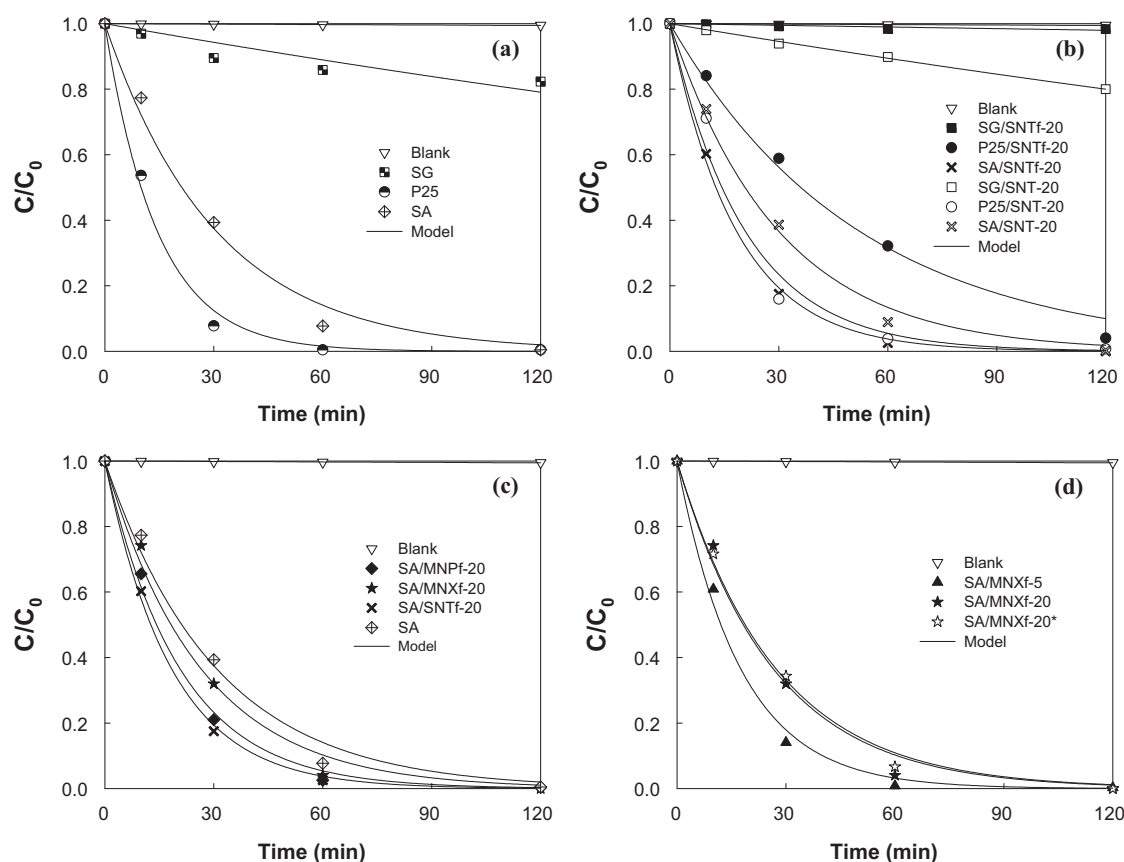 (a)
C/C0
1.0
0.8
0.6
0.4
0.2
0.0
Blank
SG
P25
SA
Model
0 30 60 90 120
Time (min)
(b)
1.0
0.8
0.6
0.4
0.2
0.0
Blank
SG/SNTf-20
P25/SNTf-20
SA/SNTf-20
SG/SNT-20
P25/SNT-20
SA/SNT-20
Model
0 30 60 90 120
Time (min)
(c)
C/C0
1.0
0.8
0.6
0.4
0.2
0.0
Blank
SA/MNPf-20
SA/MNXf-20
SA/SNTf-20
SA
Model
0 30 60 90 120
Time (min)
(d)
C/C0
1.0
0.8
0.6
0.4
0.2
0.0
Blank
SA/MNXf-5
SA/MNXf-20
SA/MNXf-20*
Model
0 30 60 90 120
Time (min)